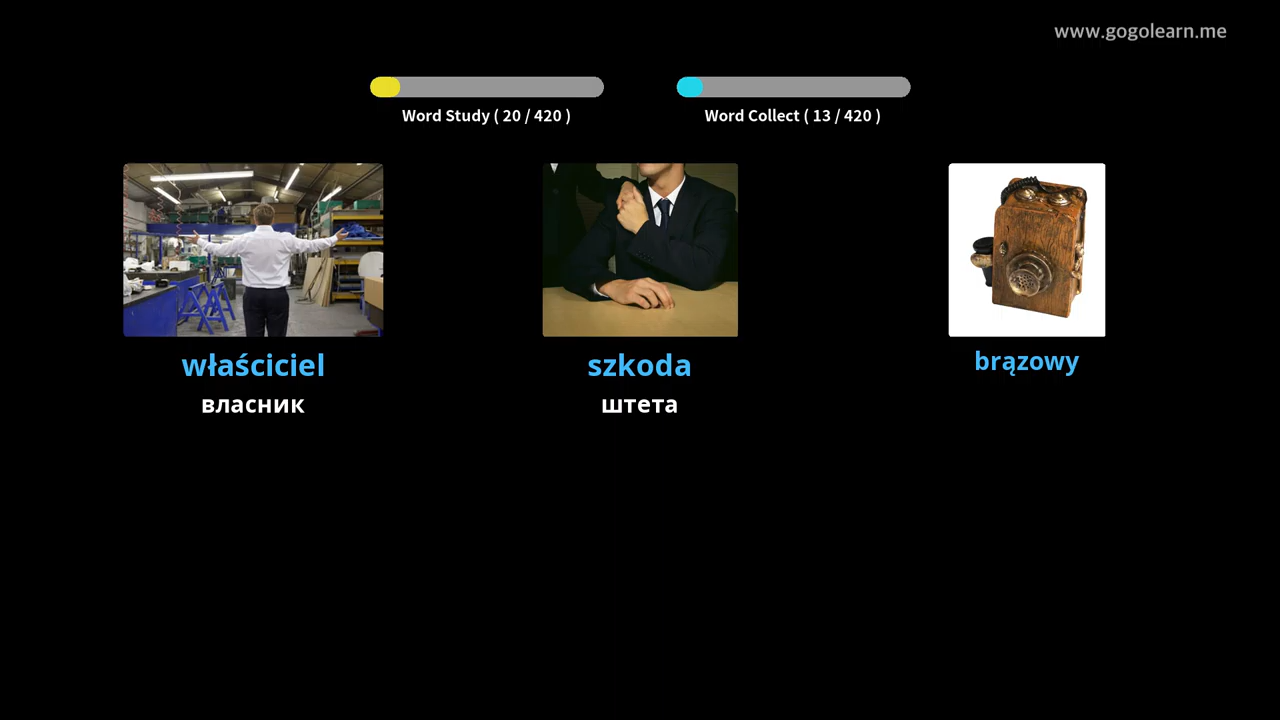 www.gogolearn.me
Word Study ( 20 / 420 )
Word Collect ( 13 / 420 )
właściciel
власник
szkoda
штета
brązowy